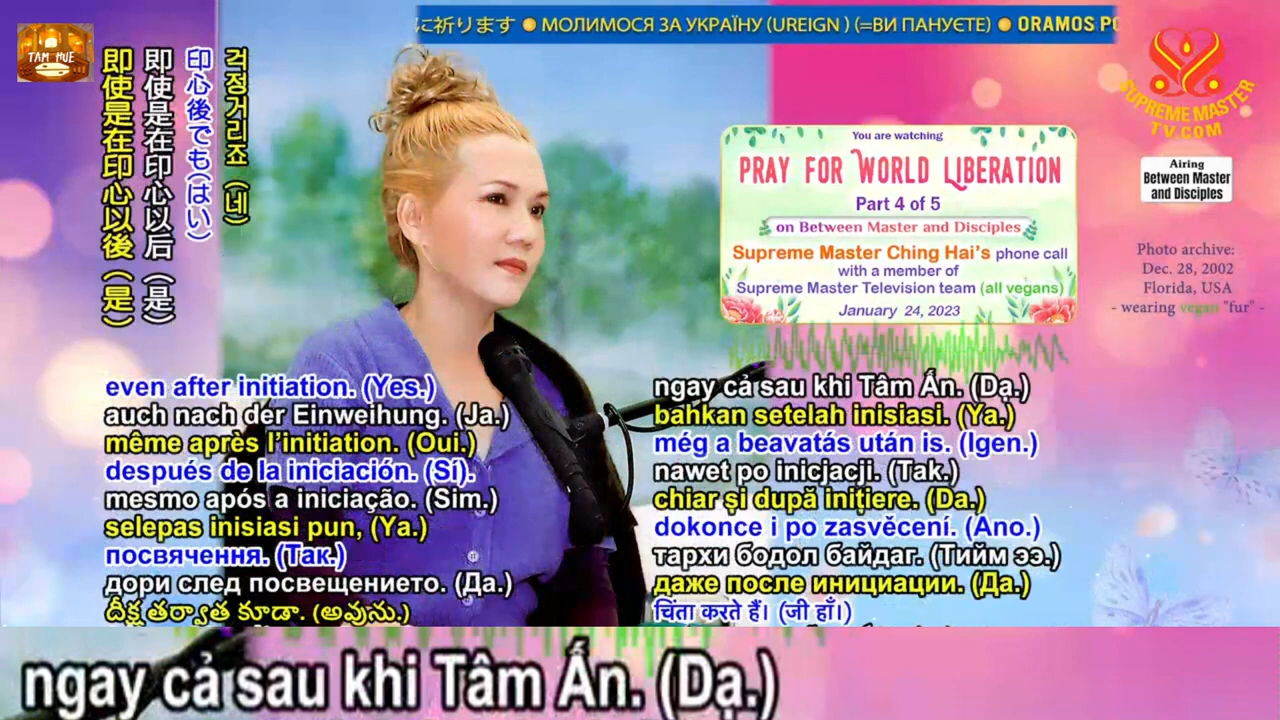 に祈ります • МОЛИМОСЯ ЗА УКРАЇНУ (UREIGN ) (=ВИ ПАНУЄТЕ) • ORAMOS PO
TAM HUE
걱정거리죠 (네)
印心後でも(はい)
即使是在印心以后 (是)
即使是在印心以後 (是)
SUPREME MASTER
TV.COM
Airing
Between Master
and Disciples
You are watching
PRAY FOR WORLD LIBERATION
Part 4 of 5
on Between Master and Disciples
Supreme Master Ching Hai's phone call
with a member of
Supreme Master Television team (all vegans)
January 24, 2023
Photo archive:
Dec. 28, 2002
Florida, USA
- wearing vegan "fur" -
even after initiation. (Yes.)
auch nach der Einweihung. (Ja.)
même après l'initiation. (Oui.)
después de la iniciación. (Sí).
mesmo após a iniciação. (Sim.)
selepas inisiasi pun, (Ya.)
посвячення. (Так.)
дори след посвещението. (Да.)
దీక్ష తర్వాత కూడా. (అవును.)
ngay cả sau khi Tâm Ấn. (Dạ.)
bahkan setelah inisiasi. (Ya.)
még a beavatás után is. (Igen.)
nawet po inicjacji. (Tak.)
chiar și după inițiere. (Da.)
dokonce i po zasvěcení. (Ano.)
тархи бодол байдаг. (Тийм ээ.)
даже после инициации. (Да.)
चिंता करते हैं। (जी हाँ।)
ngay cả sau khi Tâm Ấn. (Dạ.)